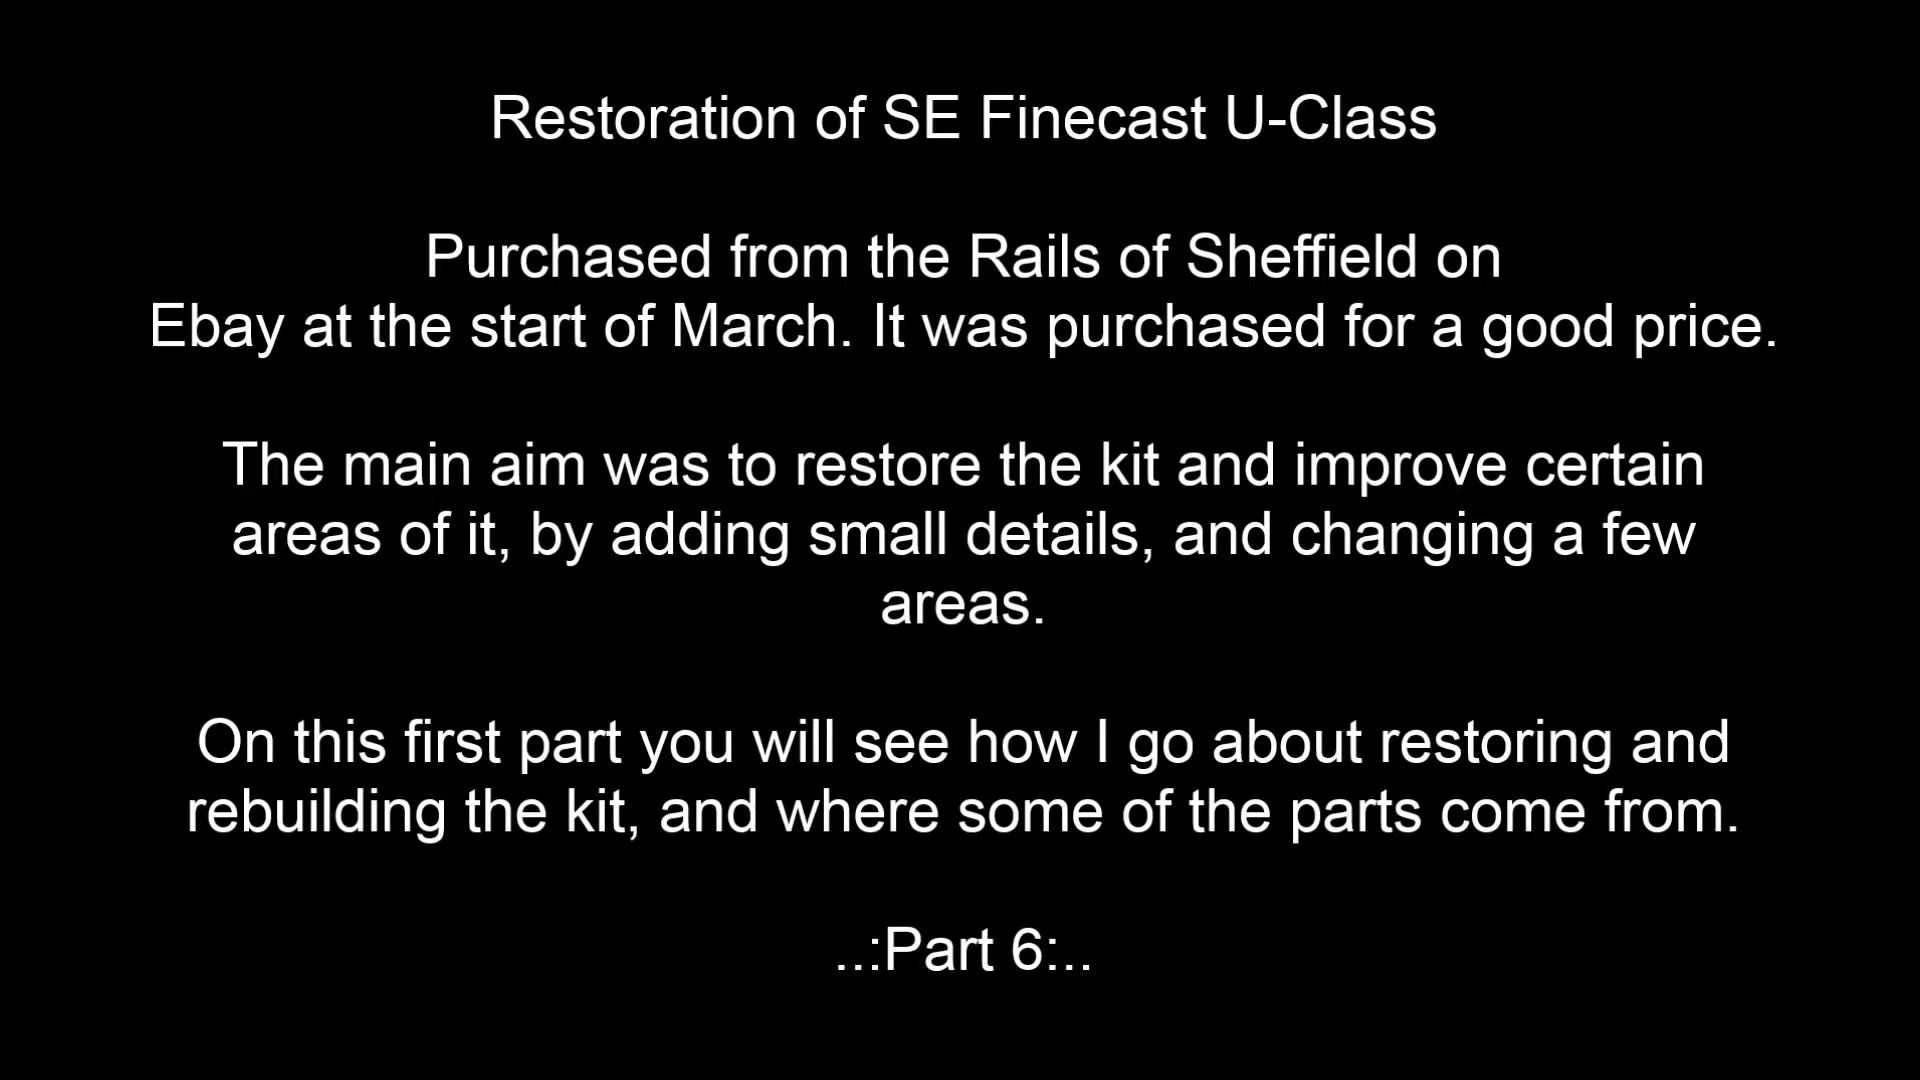 Restoration of SE Finecast U-Class
Purchased from the Rails of Sheffield on
Ebay at the start of March. It was purchased for a good price.
The main aim was to restore the kit and improve certain
areas of it, by adding small details, and changing a few
areas.
On this first part you will see how I go about restoring and
rebuilding the kit, and where some of the parts come from.
..:Part 6:..